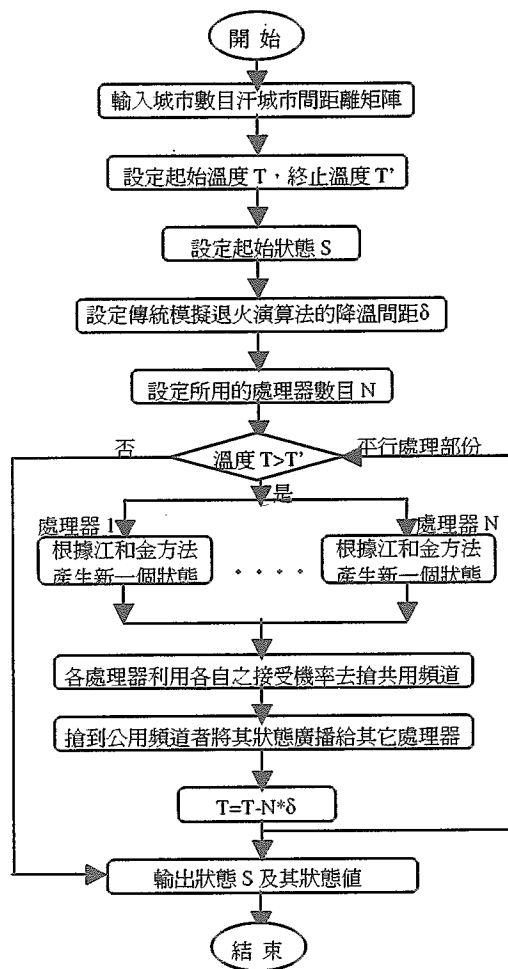 開 始
輸入城市數目汙城市間距離矩陣
設定起始溫度 T，終止溫度 T'
設定起始狀態 S
設定傳統模擬退火演算法的降溫間距δ
設定所用的處理器數目 N
否
溫度 T>T'
平行處理部份
是
處理器 1
處理器 N
根據江和金方法
產生新一個狀態
. . . .
根據江和金方法
產生新一個狀態
各處理器利用各自之接受機率去搶共用頻道
搶到公用頻道者將其狀態廣播給其它處理器
T=T-N*δ
輸出狀態 S 及其狀態值
結 束